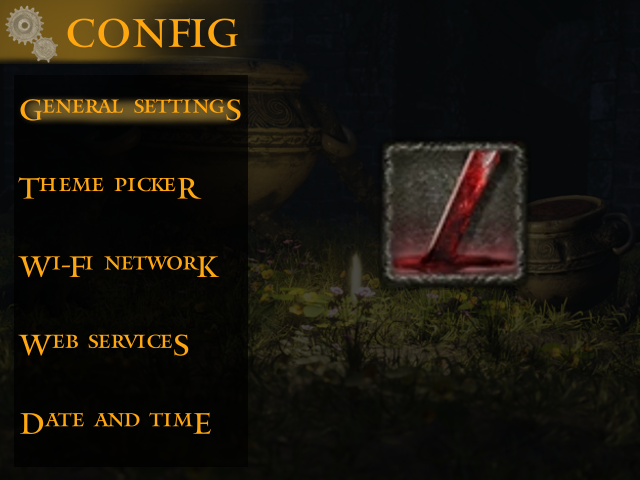 CONFIG
General settings
Theme picker
Wi-Fi network
Web services
Date and time